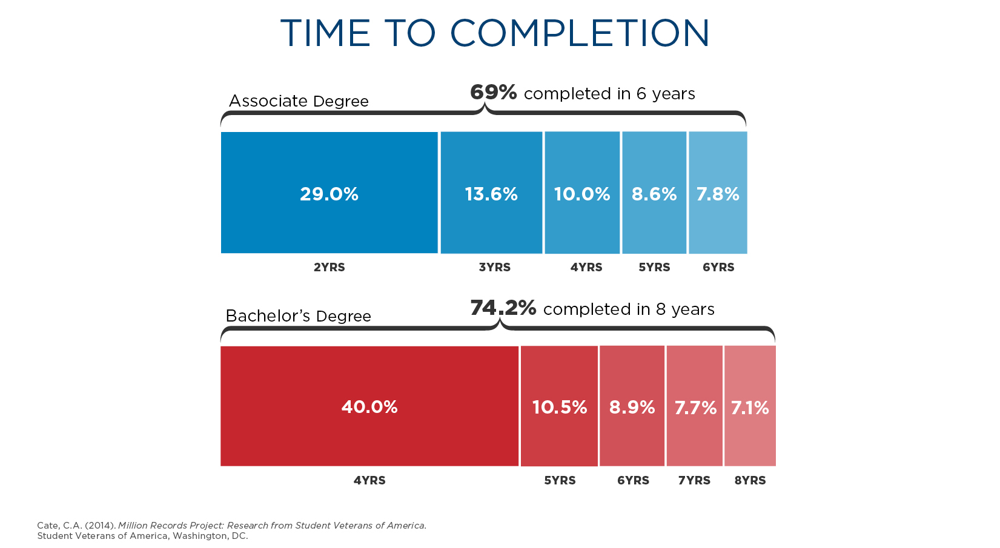 TIME TO COMPLETION
Associate Degree
69% completed in 6 years
29.0%
13.6%
10.0%
8.6%
7.8%
2YRS
3YRS
4YRS
5YRS
6YRS
Bachelor’s Degree
74.2% completed in 8 years
40.0%
10.5%
8.9%
7.7%
7.1%
4YRS
5YRS
6YRS
7YRS
8YRS
Cate, C.A. (2014). Million Records Project: Research from Student Veterans of America.
Student Veterans of America, Washington, DC.